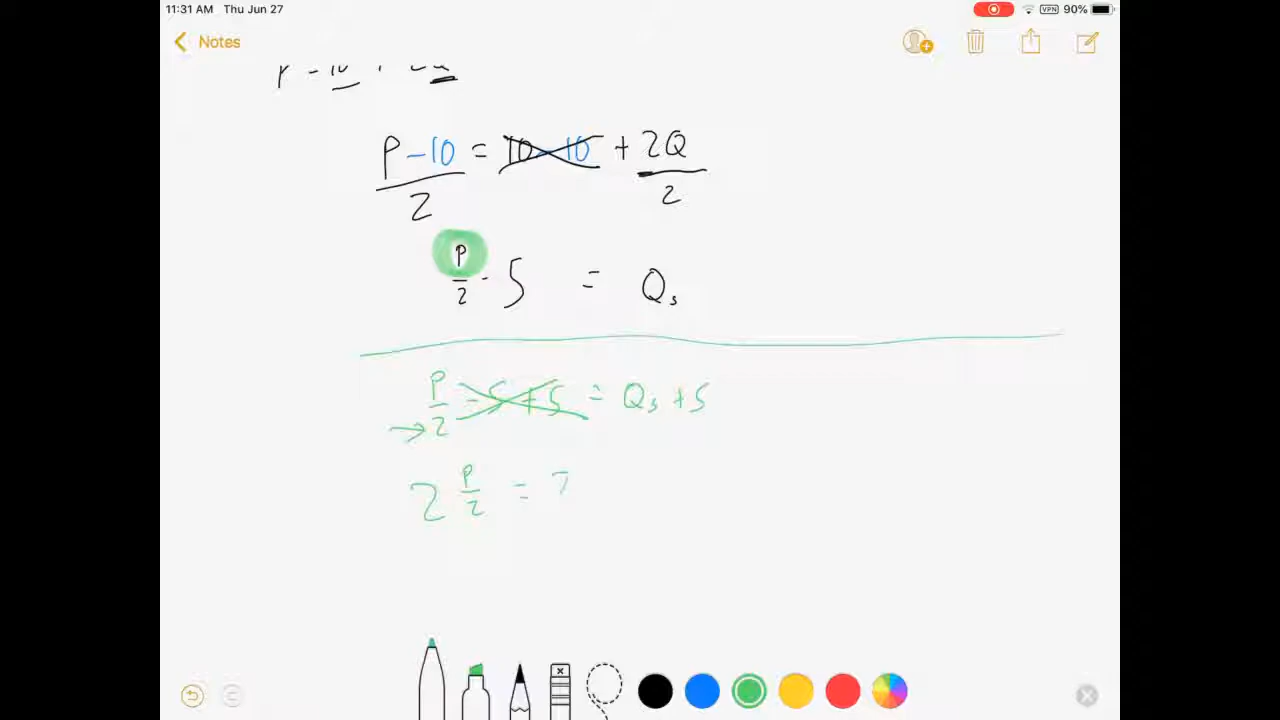 11:31 AM Thu Jun 27
VPN 90%
Notes
P - 10 = 10 - 10 + 2Q
2 2
P
2 - 5 = Qs
P
2 - 5 + 5 = Qs + 5
→
2 P
2 =